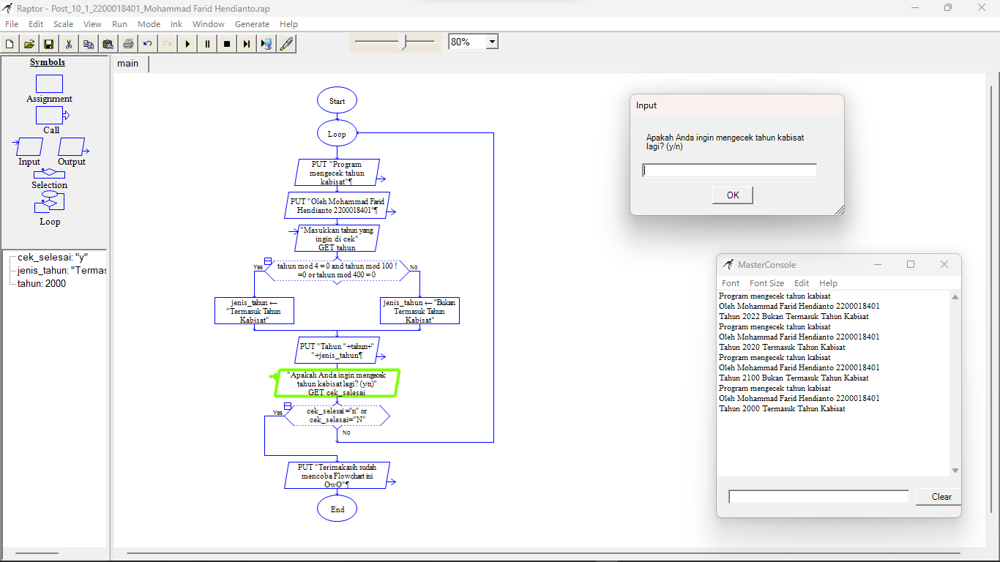 Raptor - Post_10_1_2200018401_Mohammad Farid Hendianto.rap
File Edit Scale View Run Mode Ink Window Generate Help
80%
Symbols
Assignment
Call
Input Output
Selection
Loop
cek_selesai: "y"
jenis_tahun: "Termas
tahun: 2000
main
Start
Loop
PUT "Program
mengecek tahun
kabisat"¶
PUT "Oleh Mohammad Farid
Hendianto 2200018401"¶
"Masukkan tahun yang
ingin di cek"
GET tahun
Yes
tahun mod 4 = 0 and tahun mod 100 !
=0 or tahun mod 400 = 0
No
jenis_tahun ←
"Termasuk Tahun
Kabisat"
jenis_tahun ← "Bukan
Termasuk Tahun
Kabisat"
PUT "Tahun "+tahun+"
"+jenis_tahun¶
"Apakah Anda ingin mengecek
tahun kabisat lagi? (y/n)"
GET cek_selesai
Yes
cek_selesai ="n" or
cek_selesai="N"
No
PUT "Terimakasih sudah
mencoba Flowchart ini
OwO"¶
End
Input
Apakah Anda ingin mengecek tahun kabisat
lagi? (y/n)
OK
MasterConsole
Font Font Size Edit Help
Program mengecek tahun kabisat
Oleh Mohammad Farid Hendianto 2200018401
Tahun 2022 Bukan Termasuk Tahun Kabisat
Program mengecek tahun kabisat
Oleh Mohammad Farid Hendianto 2200018401
Tahun 2020 Termasuk Tahun Kabisat
Program mengecek tahun kabisat
Oleh Mohammad Farid Hendianto 2200018401
Tahun 2100 Bukan Termasuk Tahun Kabisat
Program mengecek tahun kabisat
Oleh Mohammad Farid Hendianto 2200018401
Tahun 2000 Termasuk Tahun Kabisat
Clear